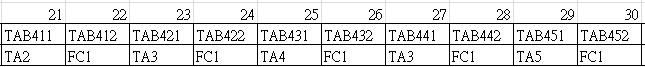 21 22 23 24 25 26 27 28 29 30
TAB411 TAB412 TAB421 TAB422 TAB431 TAB432 TAB441 TAB442 TAB451 TAB452
TA2 FC1 TA3 FC1 TA4 FC1 TA3 FC1 TA5 FC1